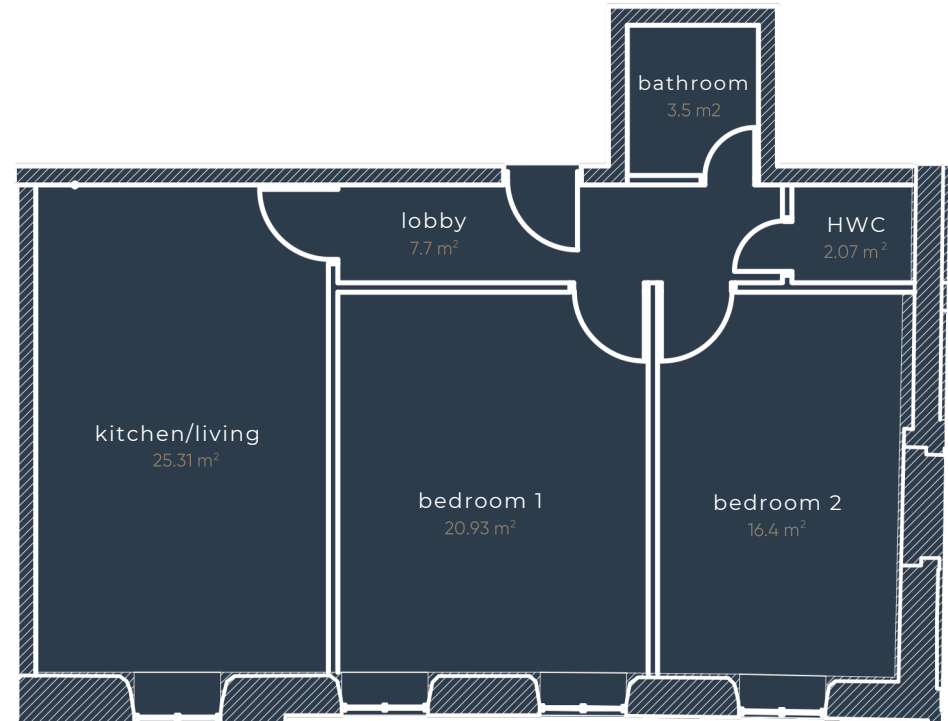 bathroom
3.5 m2
lobby
7.7 m²
HWC
2.07 m²
kitchen/living
25.31 m²
bedroom 1
20.93 m²
bedroom 2
16.4 m²